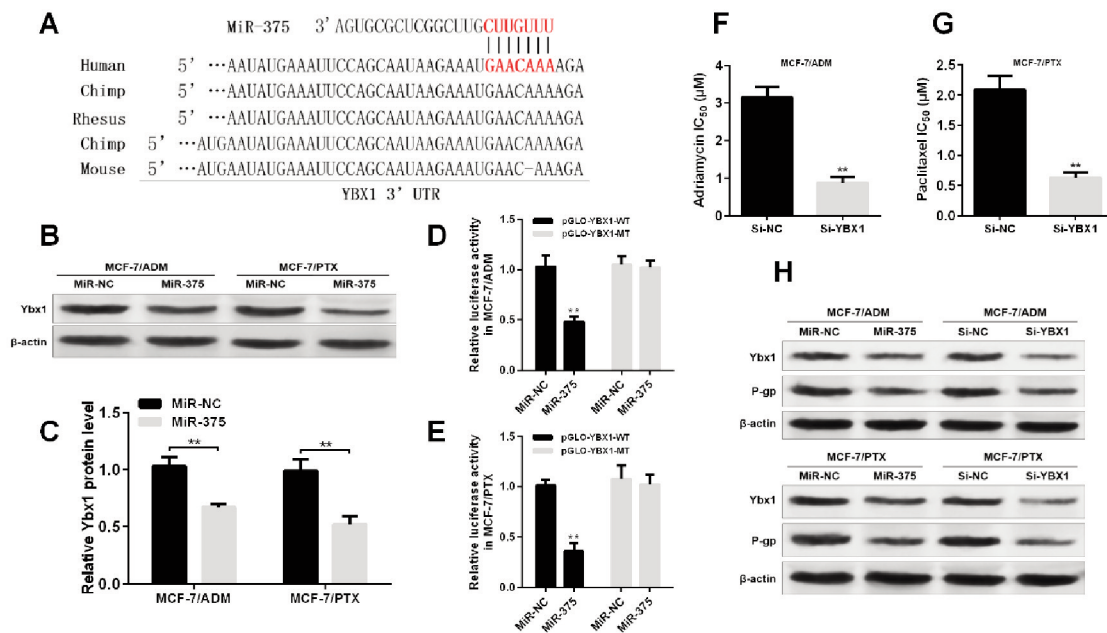 A
MiR-375 3' AGUGCGCUCGGCUUGCUUGUUU
Human 5' ···AAUAUGAAAUUCCAGCAAUAAGAAAUGAACAAAAGA
Chimp 5' ···AAUAUGAAAUUCCAGCAAUAAGAAAUGAACAAAAGA
Rhesus 5' ···AAUAUGAAAUUCCAGCAAUAAGAAAUGAACAAAAGA
Chimp 5' ···AUGAAUAUGAAAUUCCAGCAAUAAGAAAUGAACAAAAGA
Mouse ···AUGAAUAUGAAAUUCCAGCAAUAAGAAAUGAAC-AAAGA
YBX1 3' UTR
B
MCF-7/ADM MCF-7/PTX
MiR-NC MiR-375 MiR-NC MiR-375
Ybx1
β-actin
C
MiR-NC
MiR-375
Relative Ybx1 protein level
1.5
1.0
0.5
0.0
** **
MCF-7/ADM MCF-7/PTX
D
pGLO-YBX1-WT
pGLO-YBX1-MT
Relative luciferase activity
in MCF-7/ADM
1.5
1.0
0.5
0.0
**
MiR-NC MiR-375 MiR-NC MiR-375
E
pGLO-YBX1-WT
pGLO-YBX1-MT
Relative luciferase activity
in MCF-7/PTX
1.5
1.0
0.5
0.0
**
MiR-NC MiR-375 MiR-NC MiR-375
F
MCF-7/ADM
Adriamycin IC50 (μM)
4
3
2
1
0
**
Si-NC Si-YBX1
G
MCF-7/PTX
Paclitaxel IC50 (μM)
2.5
2.0
1.5
1.0
0.5
0.0
**
Si-NC Si-YBX1
H
MCF-7/ADM MCF-7/ADM
MiR-NC MiR-375 Si-NC Si-YBX1
Ybx1
P-gp
β-actin
MCF-7/PTX MCF-7/PTX
MiR-NC MiR-375 Si-NC Si-YBX1
Ybx1
P-gp
β-actin